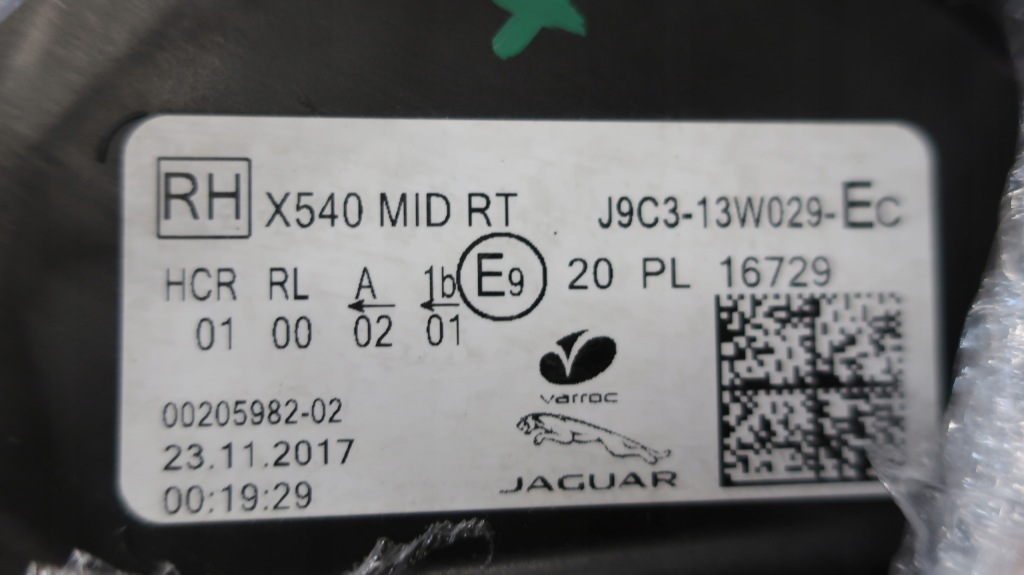 RH X540 MID RT J9C3-13W029-EC
HCR RL A 1b E9 20 PL 16729
01 00 02 01
varroc
00205982-02
23.11.2017
JAGUAR
00:19:29